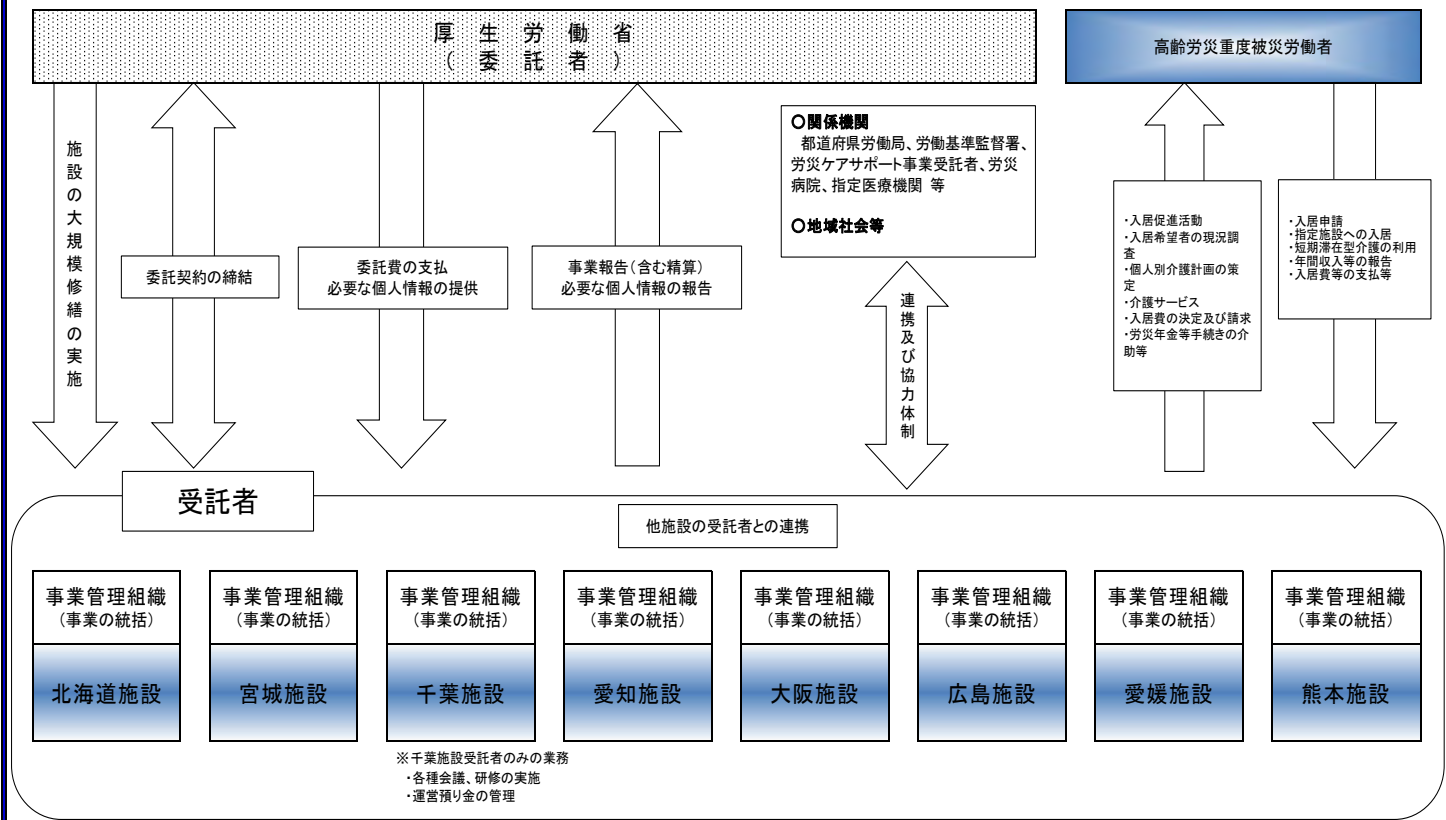 厚生労働省
(委託者)
高齢労災重度被災労働者
施設の大規模修繕の実施
委託契約の締結
委託費の支払
必要な個人情報の提供
事業報告(含む精算)
必要な個人情報の報告
○関係機関
都道府県労働局、労働基準監督署、
労災ケアサポート事業受託者、労災
病院、指定医療機関 等
○地域社会等
連携及び協力体制
・入居促進活動
・入居希望者の現況調
査
・個人別介護計画の策
定
・介護サービス
・入居費の決定及び請求
・労災年金等手続きの介
助等
・入居申請
・指定施設への入居
・短期滞在型介護の利用
・年間収入等の報告
・入居費等の支払等
受託者
他施設の受託者との連携
事業管理組織
(事業の統括)
北海道施設
事業管理組織
(事業の統括)
宮城施設
事業管理組織
(事業の統括)
千葉施設
事業管理組織
(事業の統括)
愛知施設
事業管理組織
(事業の統括)
大阪施設
事業管理組織
(事業の統括)
広島施設
事業管理組織
(事業の統括)
愛媛施設
事業管理組織
(事業の統括)
熊本施設
※千葉施設受託者のみの業務
・各種会議、研修の実施
・運営預り金の管理